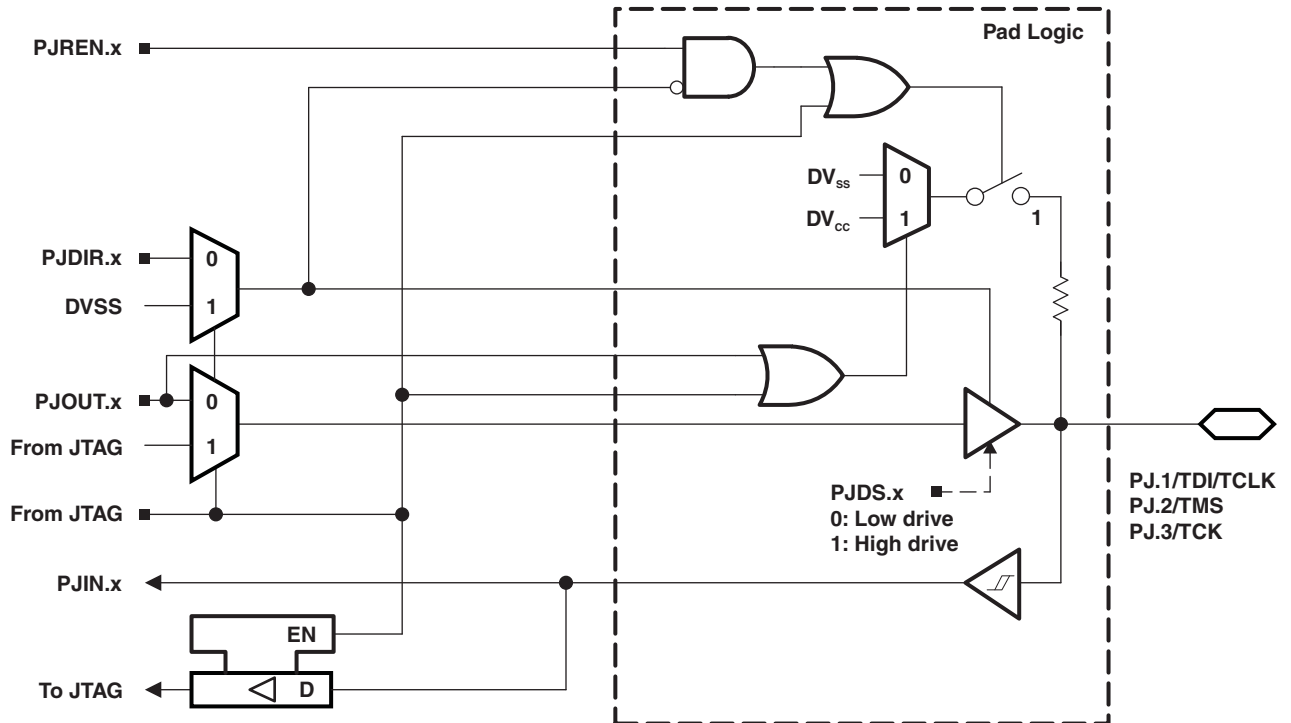 Pad Logic
PJREN.x
DVSS
0
DVCC
1
1
PJDIR.x
0
DVSS
1
PJOUT.x
0
From JTAG
1
From JTAG
PJDS.x
0: Low drive
1: High drive
PJ.1/TDI/TCLK
PJ.2/TMS
PJ.3/TCK
PJIN.x
EN
To JTAG
D